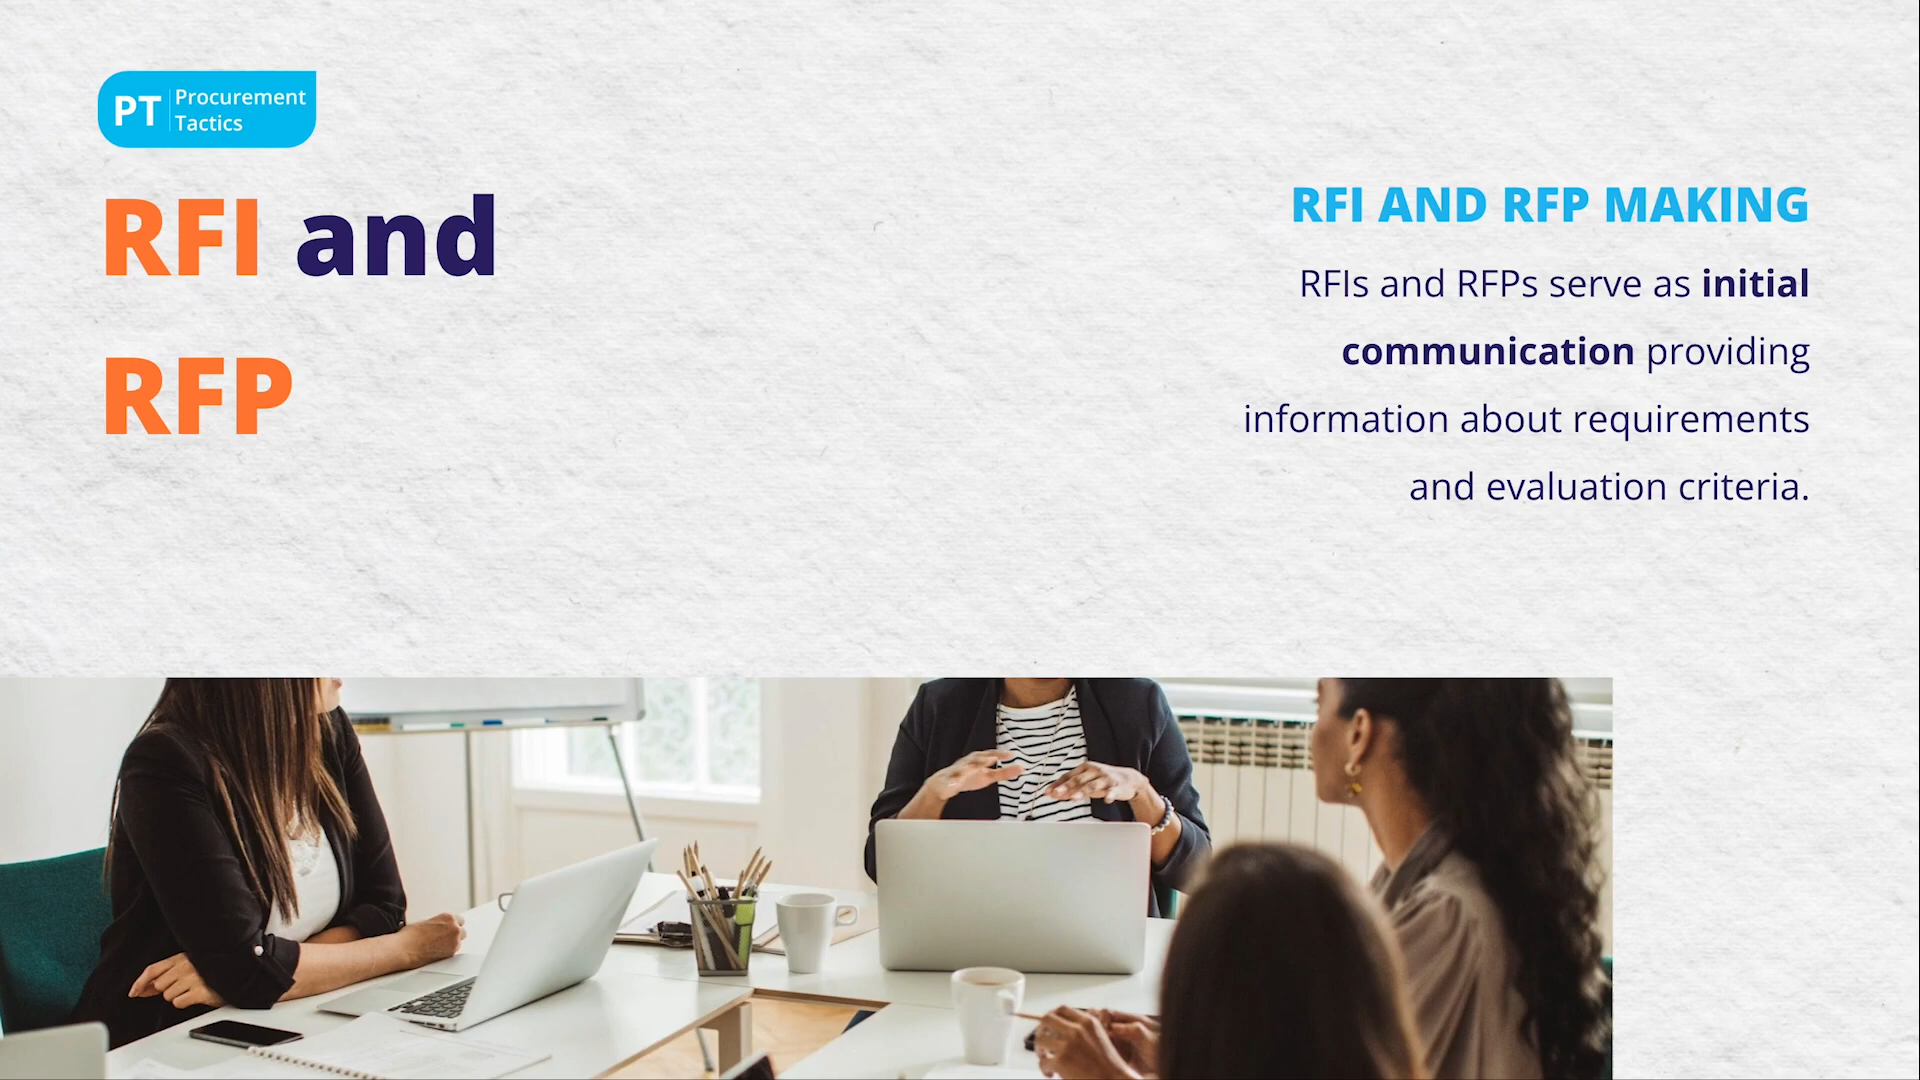 PT Procurement
Tactics
RFI and
RFP
RFI AND RFP MAKING
RFIs and RFPs serve as initial
communication providing
information about requirements
and evaluation criteria.